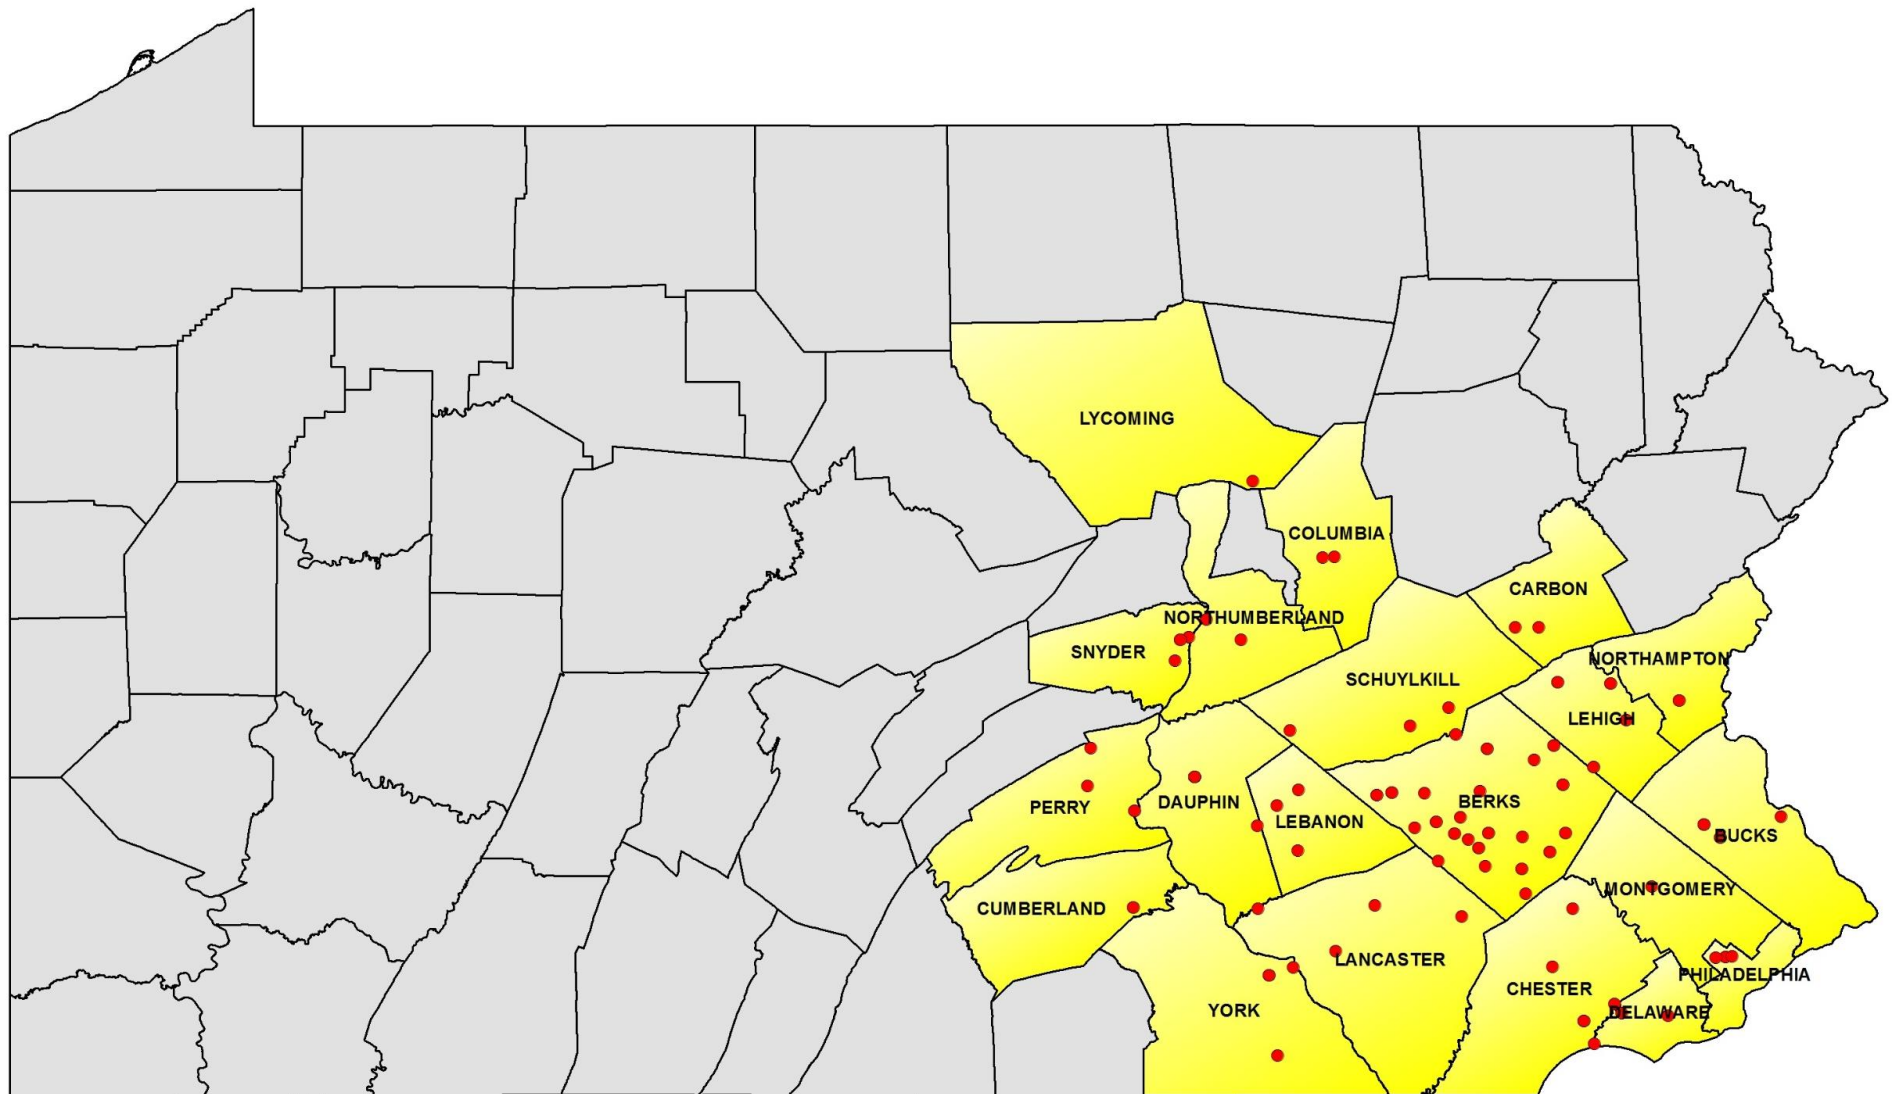 LYCOMING
COLUMBIA
CARBON
NORTHUMBERLAND
SNYDER
NORTHAMPTON
SCHUYLKILL
LEHIGH
PERRY
DAUPHIN
BERKS
LEBANON
BUCKS
MONTGOMERY
CUMBERLAND
LANCASTER
PHILADELPHIA
CHESTER
YORK
DELAWARE